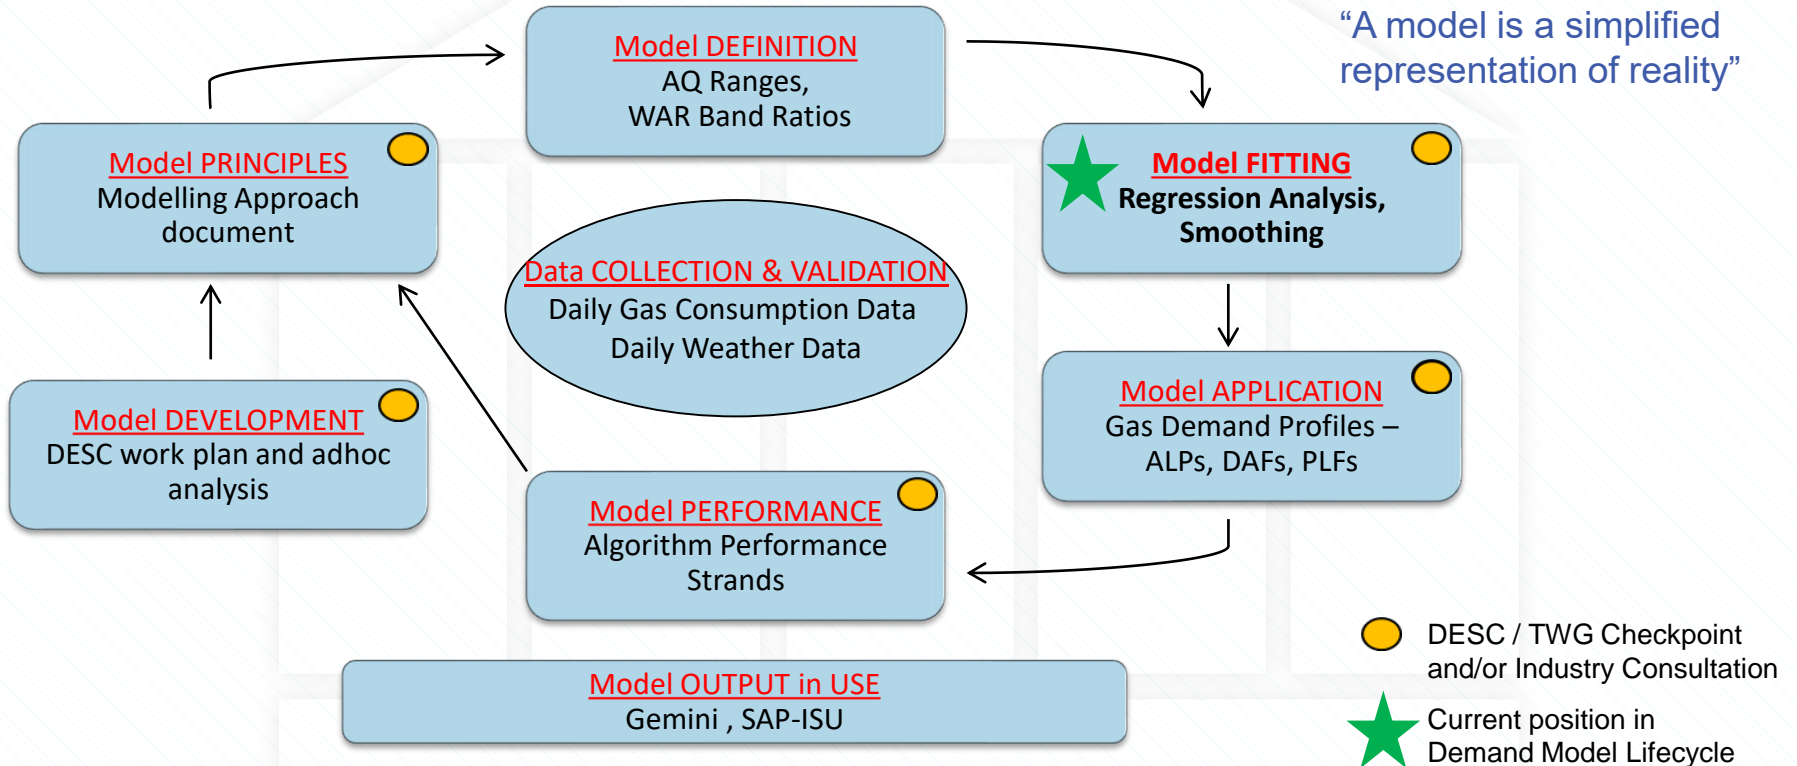 “A model is a simplified
representation of reality”
Model DEFINITION
AQ Ranges,
WAR Band Ratios
Model PRINCIPLES
Modelling Approach
document
Model FITTING
Regression Analysis,
Smoothing
Data COLLECTION & VALIDATION
Daily Gas Consumption Data
Daily Weather Data
Model DEVELOPMENT
DESC work plan and adhoc
analysis
Model APPLICATION
Gas Demand Profiles –
ALPs, DAFs, PLFs
Model PERFORMANCE
Algorithm Performance
Strands
Model OUTPUT in USE
Gemini , SAP-ISU
DESC / TWG Checkpoint
and/or Industry Consultation
Current position in
Demand Model Lifecycle